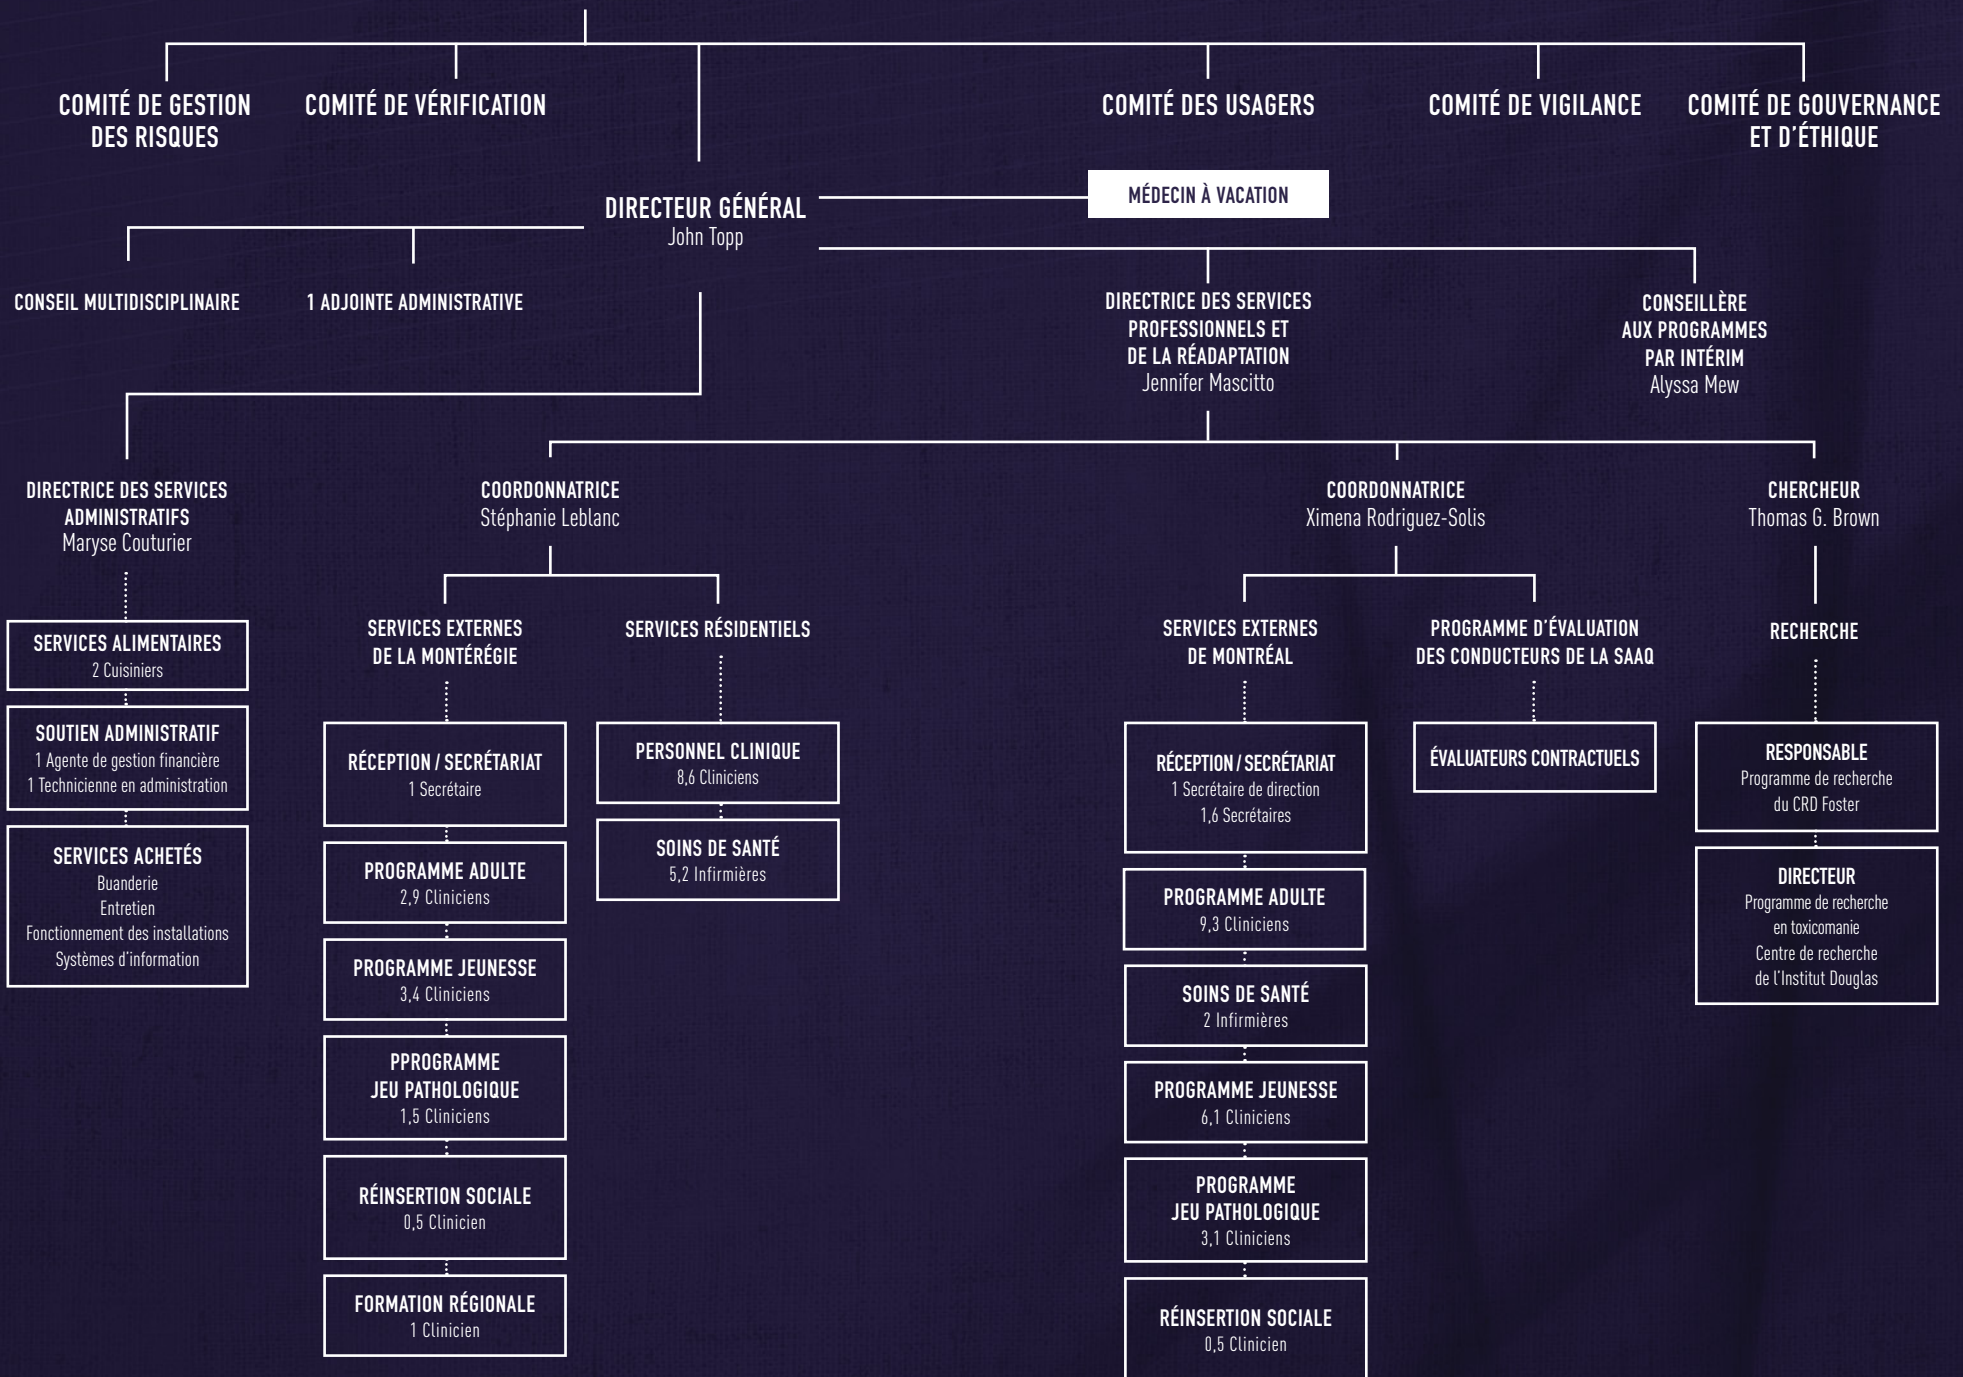 COMITÉ DE GESTION
DES RISQUES
COMITÉ DE VÉRIFICATION
COMITÉ DES USAGERS
COMITÉ DE VIGILANCE
COMITÉ DE GOUVERNANCE
ET D'ÉTHIQUE
DIRECTEUR GÉNÉRAL
John Topp
MÉDECIN À VACATION
CONSEIL MULTIDISCIPLINAIRE
1 ADJOINTE ADMINISTRATIVE
DIRECTRICE DES SERVICES
PROFESSIONNELS ET
DE LA RÉADAPTATION
Jennifer Mascitto
CONSEILLÈRE
AUX PROGRAMMES
PAR INTÉRIM
Alyssa Mew
DIRECTRICE DES SERVICES
ADMINISTRATIFS
Maryse Couturier
COORDONNATRICE
Stéphanie Leblanc
COORDONNATRICE
Ximena Rodriguez-Solis
CHERCHEUR
Thomas G. Brown
SERVICES ALIMENTAIRES
2 Cuisiniers
SOUTIEN ADMINISTRATIF
1 Agente de gestion financière
1 Technicienne en administration
SERVICES ACHETÉS
Buanderie
Entretien
Fonctionnement des installations
Systèmes d'information
SERVICES EXTERNES
DE LA MONTÉRÉGIE
RÉCEPTION / SECRÉTARIAT
1 Secrétaire
PROGRAMME ADULTE
2,9 Cliniciens
PROGRAMME JEUNESSE
3,4 Cliniciens
PPROGRAMME
JEU PATHOLOGIQUE
1,5 Cliniciens
RÉINSERTION SOCIALE
0,5 Clinicien
FORMATION RÉGIONALE
1 Clinicien
SERVICES RÉSIDENTIELS
PERSONNEL CLINIQUE
8,6 Cliniciens
SOINS DE SANTÉ
5,2 Infirmières
SERVICES EXTERNES
DE MONTRÉAL
RÉCEPTION / SECRÉTARIAT
1 Secrétaire de direction
1,6 Secrétaires
PROGRAMME ADULTE
9,3 Cliniciens
SOINS DE SANTÉ
2 Infirmières
PROGRAMME JEUNESSE
6,1 Cliniciens
PROGRAMME
JEU PATHOLOGIQUE
3,1 Cliniciens
RÉINSERTION SOCIALE
0,5 Clinicien
PROGRAMME D'ÉVALUATION
DES CONDUCTEURS DE LA SAAQ
ÉVALUATEURS CONTRACTUELS
RECHERCHE
RESPONSABLE
Programme de recherche
du CRD Foster
DIRECTEUR
Programme de recherche
en toxicomanie
Centre de recherche
de l'Institut Douglas